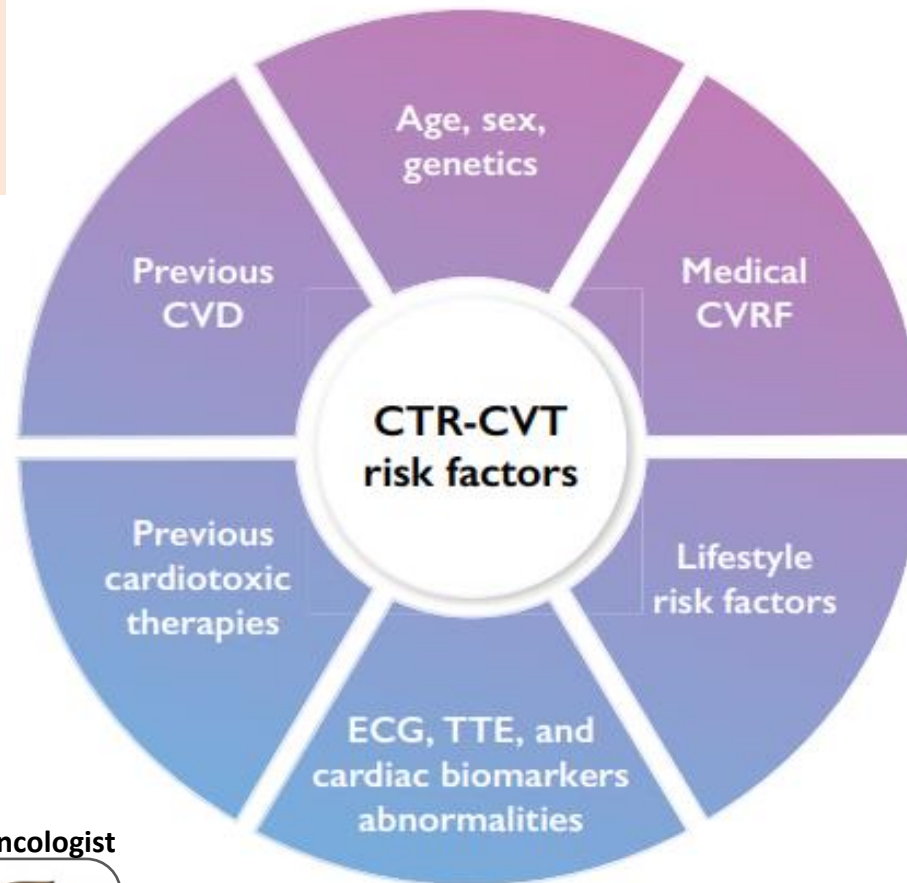 Age, sex,
genetics
Previous
CVD
Medical
CVRF
CTR-CVT
risk factors
Previous
cardiotoxic
therapies
Lifestyle
risk factors
ECG, TTE, and
cardiac biomarkers
abnormalities
ncologist